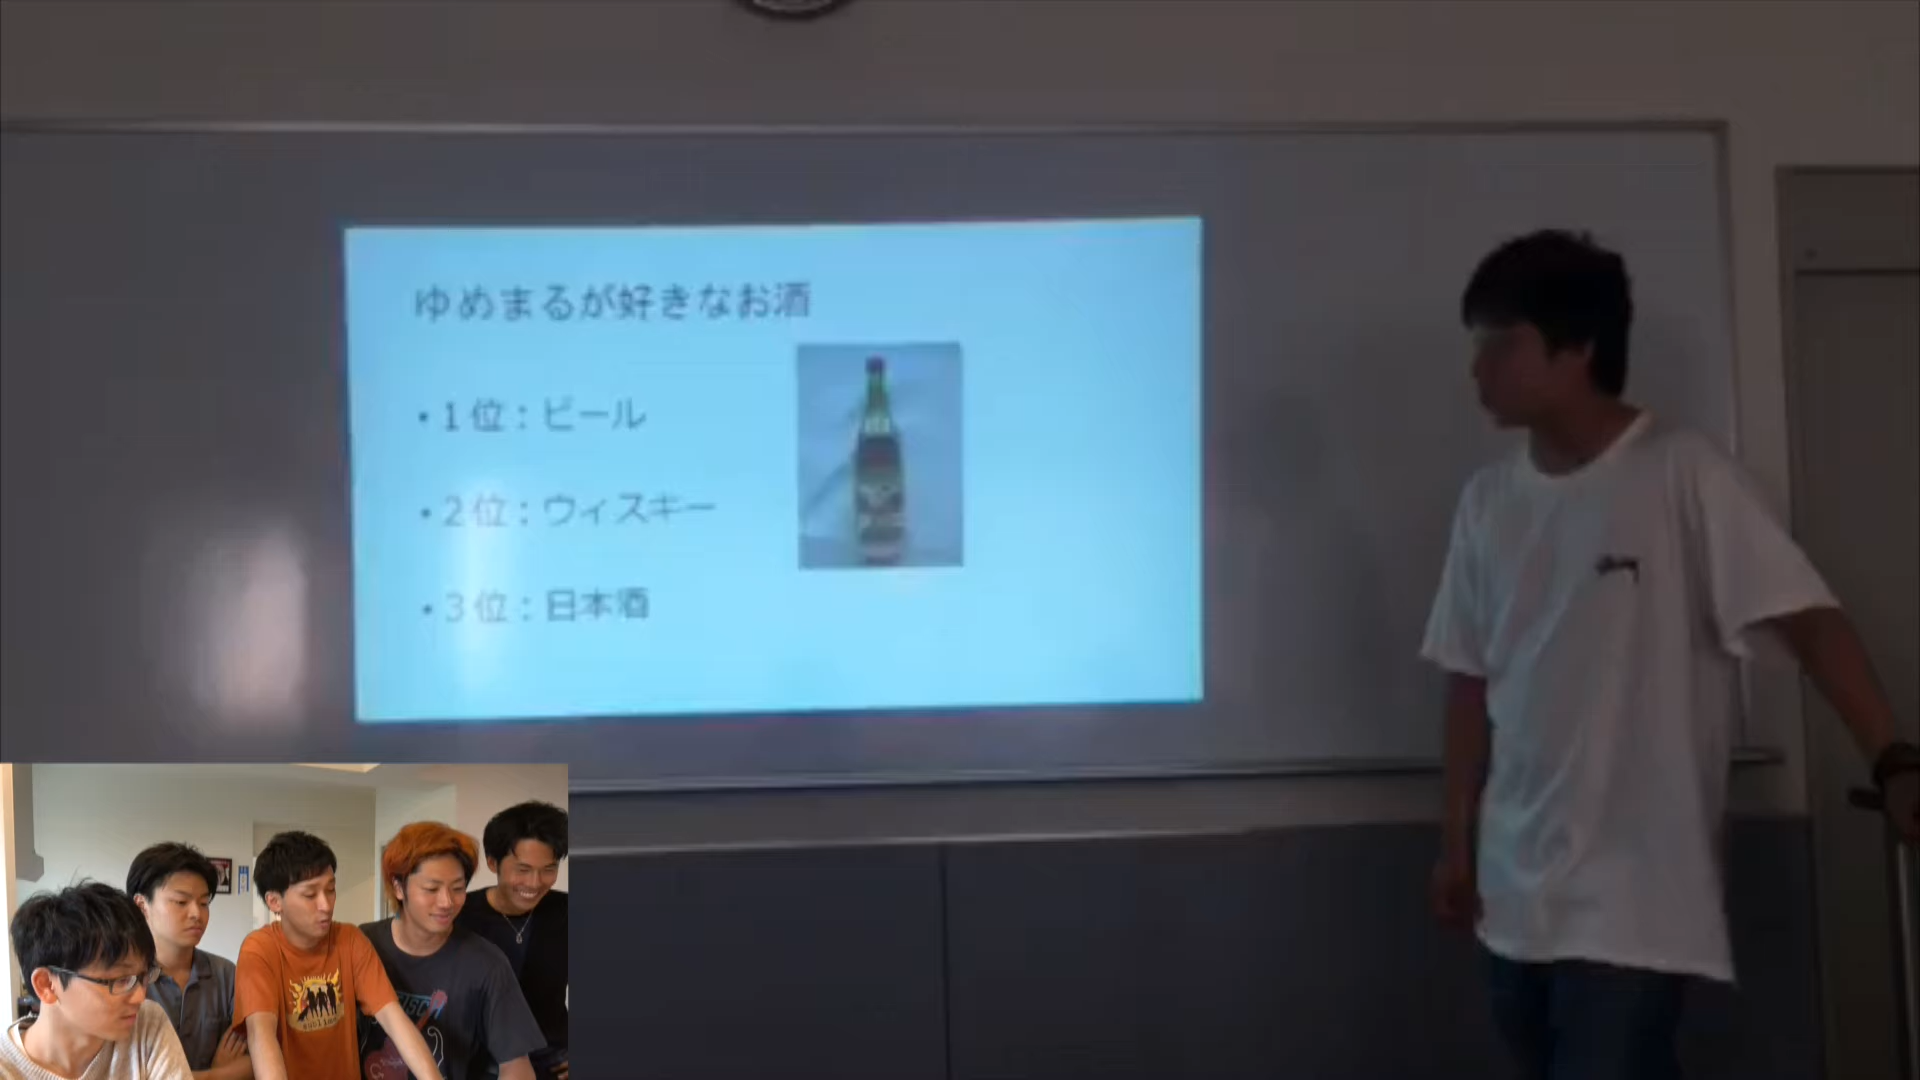 ゆめまるが好きなお酒
・1位：ビール
・2位：ウィスキー
・3位：日本酒